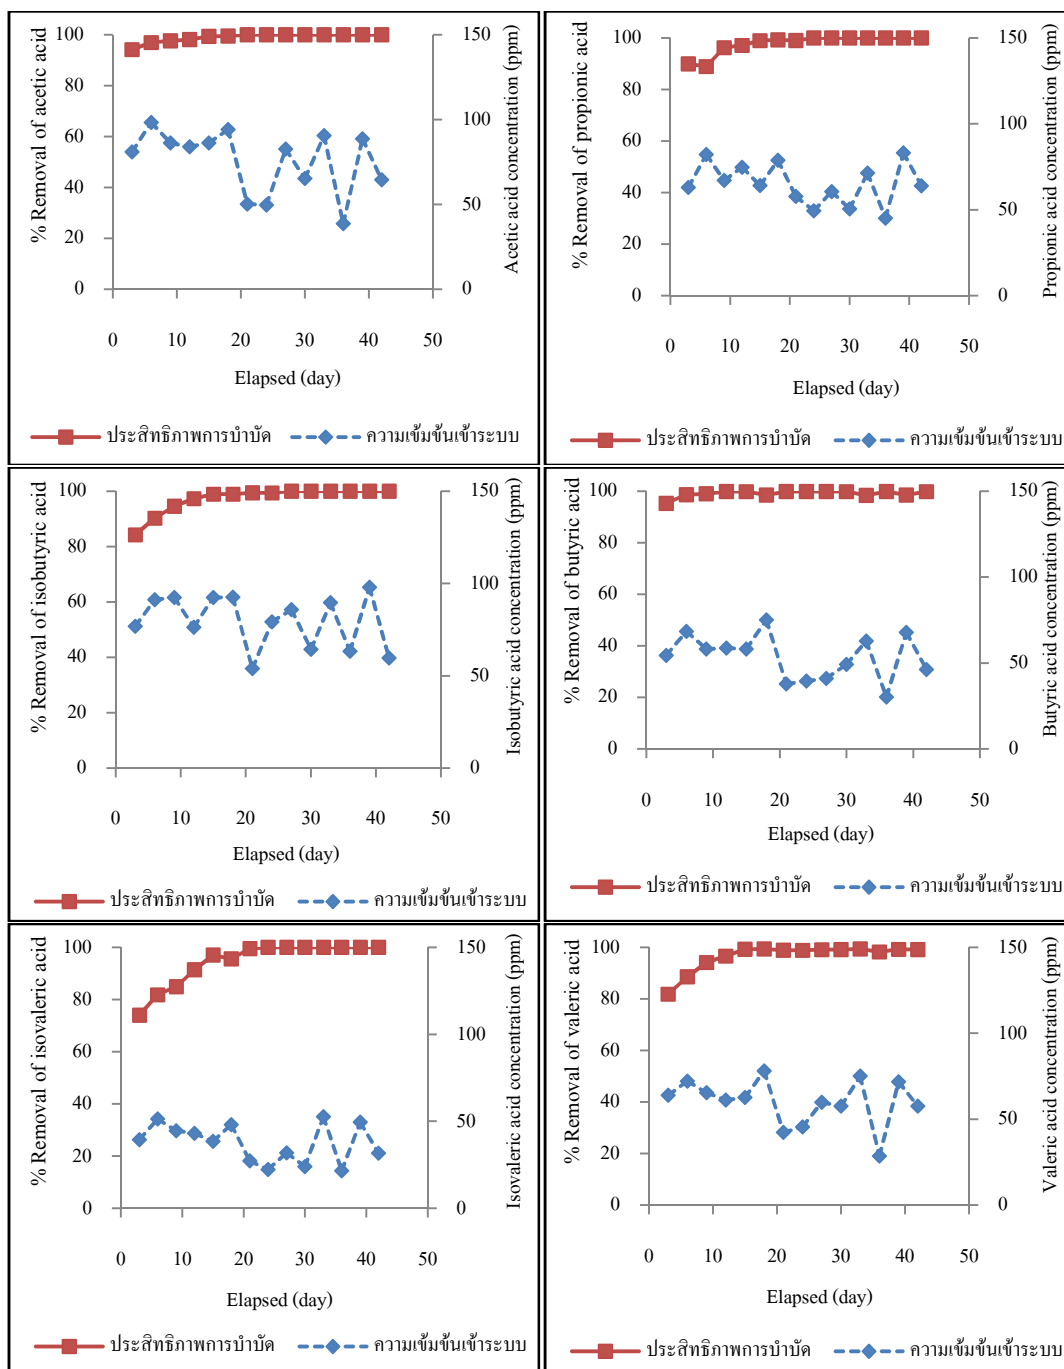 % Removal of acetic acid
100
80
60
40
20
0
150
100
50
0
Acetic acid concentration (ppm)
0 10 20 30 40 50
Elapsed (day)
ประสิทธิภาพการบำบัด ความเข้มข้นเข้าระบบ
% Removal of propionic acid
100
80
60
40
20
0
150
100
50
0
Propionic acid concentration (ppm)
0 10 20 30 40 50
Elapsed (day)
ประสิทธิภาพการบำบัด ความเข้มข้นเข้าระบบ
% Removal of isobutyric acid
100
80
60
40
20
0
150
100
50
0
Isobutyric acid concentration (ppm)
0 10 20 30 40 50
Elapsed (day)
ประสิทธิภาพการบำบัด ความเข้มข้นเข้าระบบ
% Removal of butyric acid
100
80
60
40
20
0
150
100
50
0
Butyric acid concentration (ppm)
0 10 20 30 40 50
Elapsed (day)
ประสิทธิภาพการบำบัด ความเข้มข้นเข้าระบบ
% Removal of isovaleric acid
100
80
60
40
20
0
150
100
50
0
Isovaleric acid concentration (ppm)
0 10 20 30 40 50
Elapsed (day)
ประสิทธิภาพการบำบัด ความเข้มข้นเข้าระบบ
% Removal of valeric acid
100
80
60
40
20
0
150
100
50
0
Valeric acid concentration (ppm)
0 10 20 30 40 50
Elapsed (day)
ประสิทธิภาพการบำบัด ความเข้มข้นเข้าระบบ